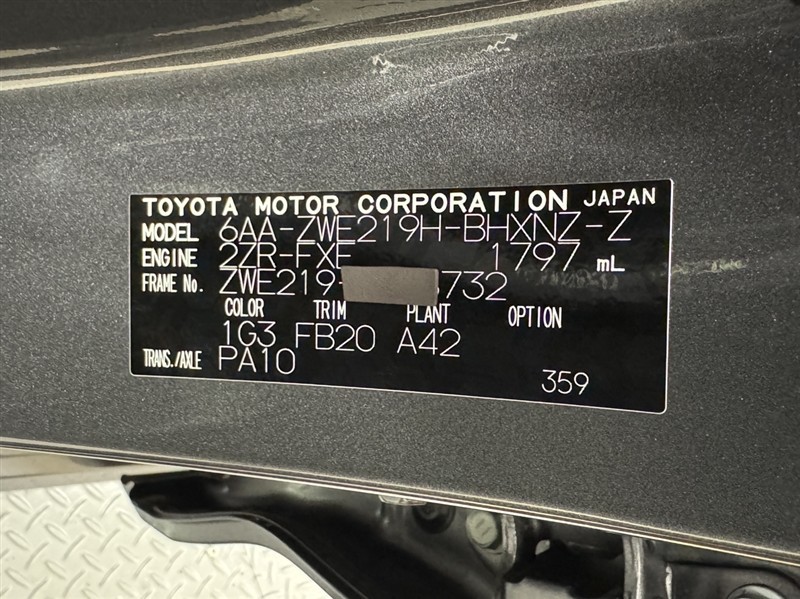 TOYOTA MOTOR CORPORATION JAPAN
MODEL 6AA-ZWE219H-BHXNZ-Z
ENGINE 2ZR-FXE 1797 mL
FRAME No. ZWE219- 732
COLOR TRIM PLANT OPTION
1G3 FB20 A42
TRANS./AXLE PA10
359